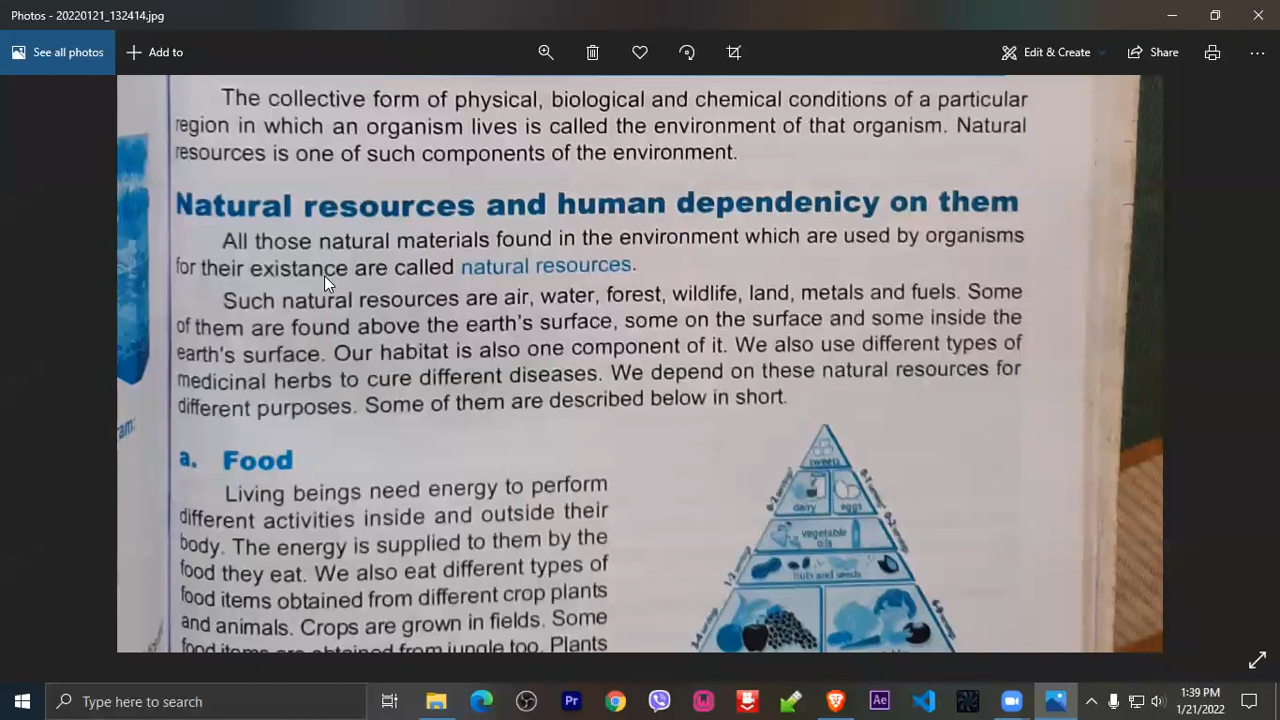 Photos - 20220121_132414.jpg
See all photos
Add to
Edit & Create
Share
The collective form of physical, biological and chemical conditions of a particular
region in which an organism lives is called the environment of that organism. Natural
resources is one of such components of the environment.
Natural resources and human dependenicy on them
All those natural materials found in the environment which are used by organisms
for their existance are called natural resources.
Such natural resources are air, water, forest, wildlife, land, metals and fuels. Some
of them are found above the earth's surface, some on the surface and some inside the
earth's surface. Our habitat is also one component of it. We also use different types of
medicinal herbs to cure different diseases. We depend on these natural resources for
different purposes. Some of them are described below in short.
a. Food
Living beings need energy to perform
different activities inside and outside their
body. The energy is supplied to them by the
food they eat. We also eat different types of
food items obtained from different crop plants
and animals. Crops are grown in fields. Some
food items are obtained from jungle too. Plants
sweets
dairy
eggs
vegetable
oils
nuts and seeds
Type here to search
1:39 PM
1/21/2022